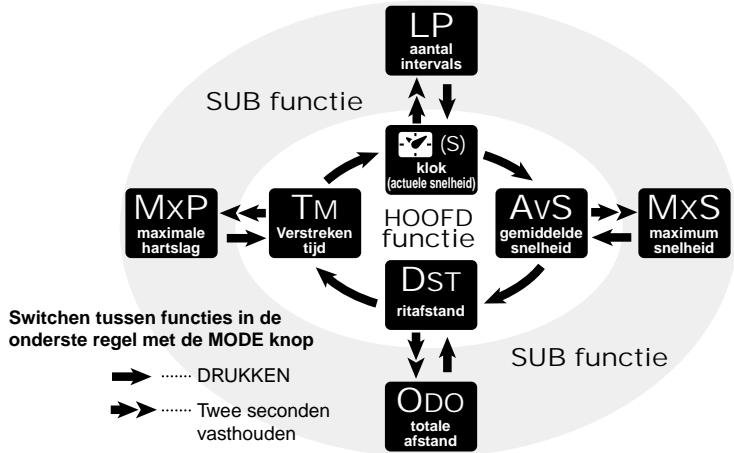 LP
aantal
intervals
SUB functie
(S)
klok
(actuele snelheid)
MxP
maximale
hartslag
TM
Verstreken
tijd
HOOFD
functie
AvS
gemiddelde
snelheid
MxS
maximum
snelheid
DST
ritafstand
Switchen tussen functies in de
onderste regel met de MODE knop
SUB functie
....... DRUKKEN
....... Twee seconden
vasthouden
ODO
totale
afstand